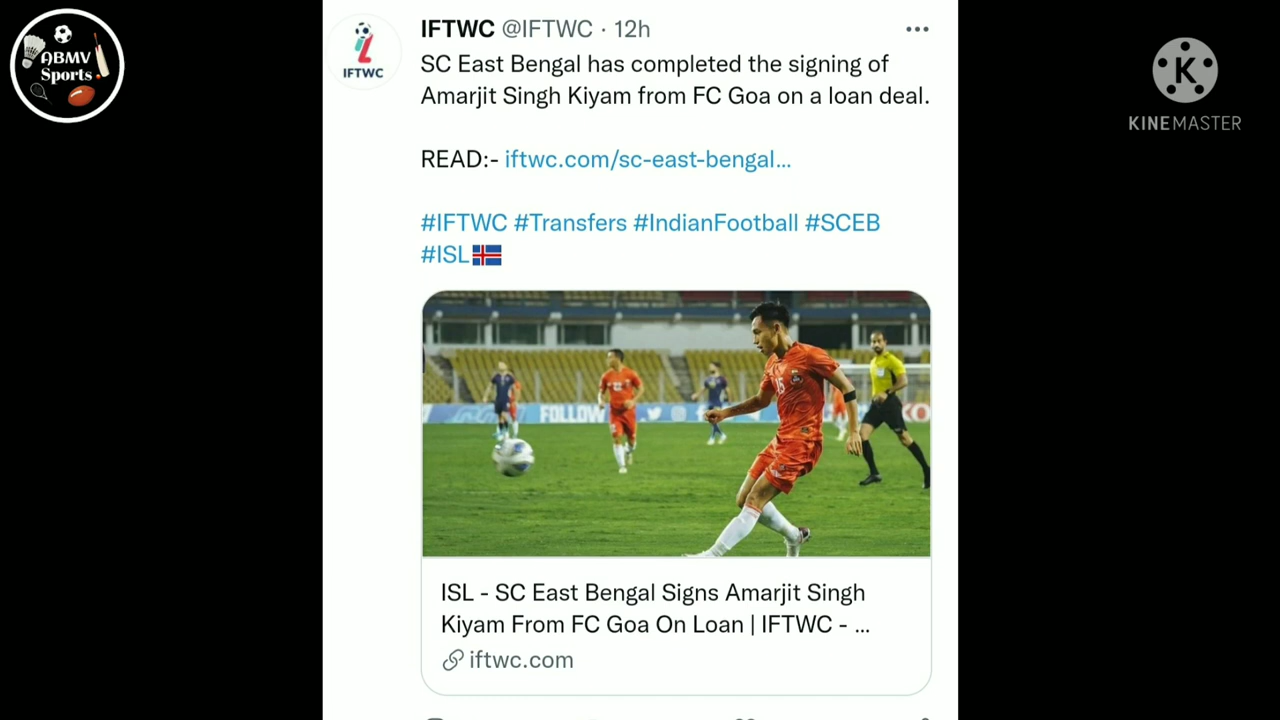 ABMV
Sports
IFTWC @IFTWC · 12h
IFTWC
SC East Bengal has completed the signing of
Amarjit Singh Kiyam from FC Goa on a loan deal.
READ:- iftwc.com/sc-east-bengal...
#IFTWC #Transfers #IndianFootball #SCEB
#ISL
K
KINEMASTER
FOLLOW
15
KO
ISL - SC East Bengal Signs Amarjit Singh
Kiyam From FC Goa On Loan | IFTWC - ...
iftwc.com